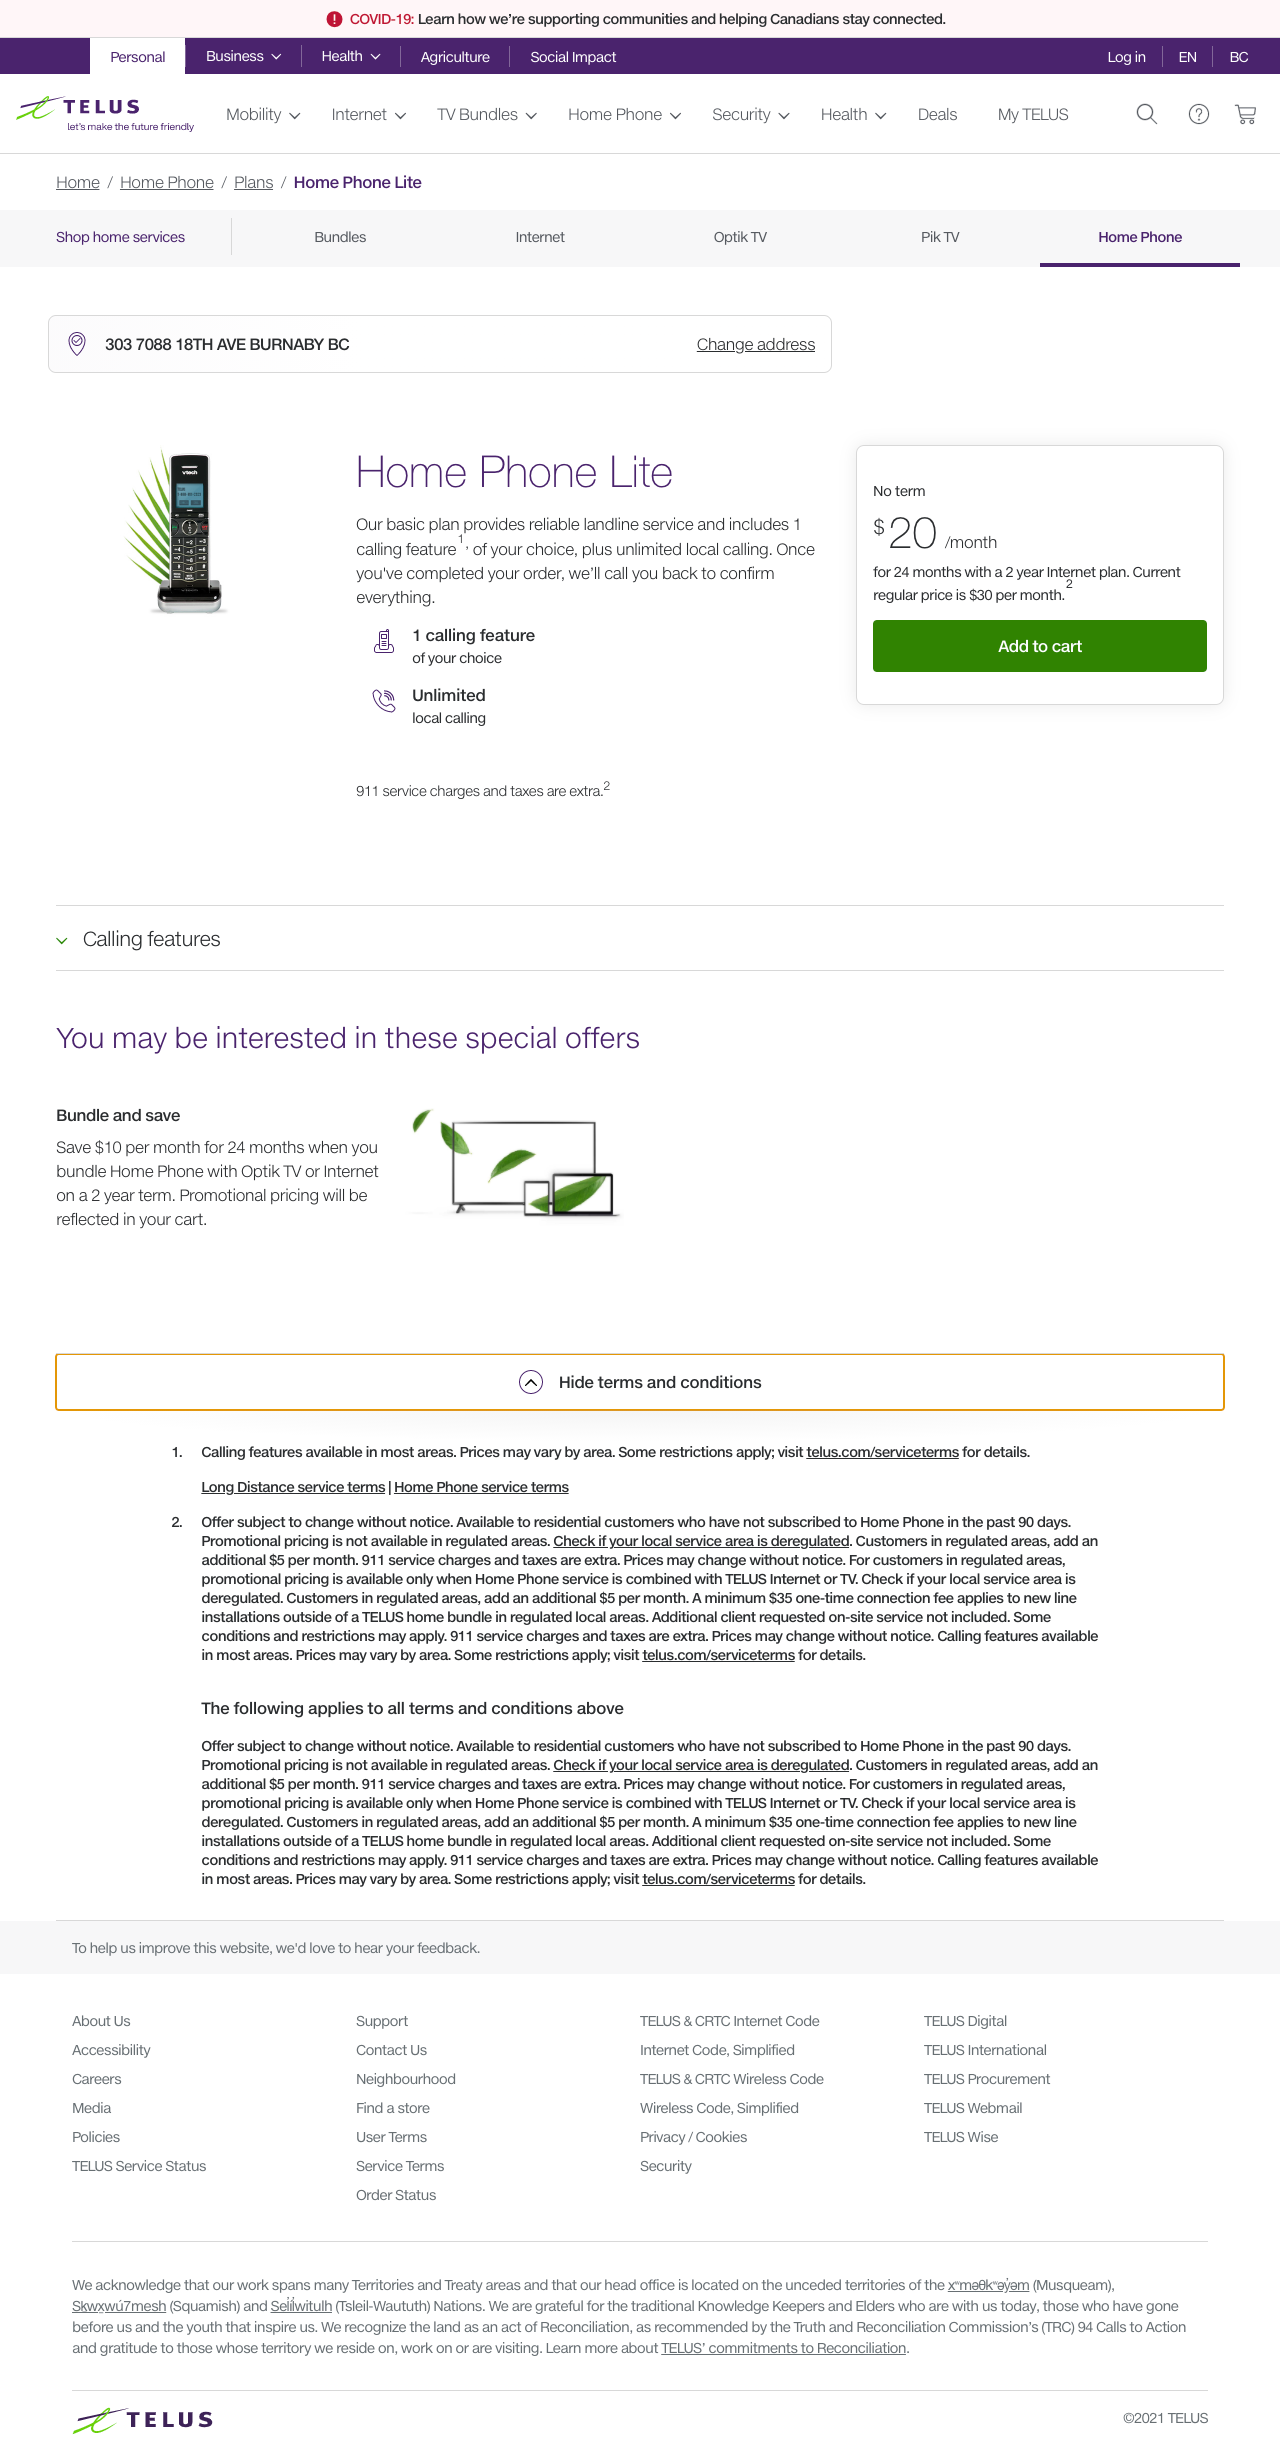 COVID-19: Learn how we're supporting communities and helping Canadians stay connected.
Personal Business Health Agriculture Social Impact Log in EN BC
TELUS Mobility Internet TV Bundles Home Phone Security Health Deals My TELUS
let's make the future friendly
Home / Home Phone / Plans / Home Phone Lite
Shop home services Bundles Internet Optik TV Pik TV Home Phone
303 7088 18TH AVE BURNABY BC Change address
vtech
Home Phone Lite
Our basic plan provides reliable landline service and includes 1
calling feature1, of your choice, plus unlimited local calling. Once
you've completed your order, we'll call you back to confirm
everything.
1 calling feature
of your choice
Unlimited
local calling
911 service charges and taxes are extra.2
No term
$20 /month
for 24 months with a 2 year Internet plan. Current
regular price is $30 per month.2
Add to cart
Calling features
You may be interested in these special offers
Bundle and save
Save $10 per month for 24 months when you
bundle Home Phone with Optik TV or Internet
on a 2 year term. Promotional pricing will be
reflected in your cart.
Hide terms and conditions
1. Calling features available in most areas. Prices may vary by area. Some restrictions apply; visit telus.com/serviceterms for details.
Long Distance service terms | Home Phone service terms
2. Offer subject to change without notice. Available to residential customers who have not subscribed to Home Phone in the past 90 days.
Promotional pricing is not available in regulated areas. Check if your local service area is deregulated. Customers in regulated areas, add an
additional $5 per month. 911 service charges and taxes are extra. Prices may change without notice. For customers in regulated areas,
promotional pricing is available only when Home Phone service is combined with TELUS Internet or TV. Check if your local service area is
deregulated. Customers in regulated areas, add an additional $5 per month. A minimum $35 one-time connection fee applies to new line
installations outside of a TELUS home bundle in regulated local areas. Additional client requested on-site service not included. Some
conditions and restrictions may apply. 911 service charges and taxes are extra. Prices may change without notice. Calling features available
in most areas. Prices may vary by area. Some restrictions apply; visit telus.com/serviceterms for details.
The following applies to all terms and conditions above
Offer subject to change without notice. Available to residential customers who have not subscribed to Home Phone in the past 90 days.
Promotional pricing is not available in regulated areas. Check if your local service area is deregulated. Customers in regulated areas, add an
additional $5 per month. 911 service charges and taxes are extra. Prices may change without notice. For customers in regulated areas,
promotional pricing is available only when Home Phone service is combined with TELUS Internet or TV. Check if your local service area is
deregulated. Customers in regulated areas, add an additional $5 per month. A minimum $35 one-time connection fee applies to new line
installations outside of a TELUS home bundle in regulated local areas. Additional client requested on-site service not included. Some
conditions and restrictions may apply. 911 service charges and taxes are extra. Prices may change without notice. Calling features available
in most areas. Prices may vary by area. Some restrictions apply; visit telus.com/serviceterms for details.
To help us improve this website, we'd love to hear your feedback.
About Us
Accessibility
Careers
Media
Policies
TELUS Service Status
Support
Contact Us
Neighbourhood
Find a store
User Terms
Service Terms
Order Status
TELUS & CRTC Internet Code
Internet Code, Simplified
TELUS & CRTC Wireless Code
Wireless Code, Simplified
Privacy / Cookies
Security
TELUS Digital
TELUS International
TELUS Procurement
TELUS Webmail
TELUS Wise
We acknowledge that our work spans many Territories and Treaty areas and that our head office is located on the unceded territories of the xʷməθkʷəy̓əm (Musqueam),
Sḵwx̱wú7mesh (Squamish) and Sel̓íl̓witulh (Tsleil-Waututh) Nations. We are grateful for the traditional Knowledge Keepers and Elders who are with us today, those who have gone
before us and the youth that inspire us. We recognize the land as an act of Reconciliation, as recommended by the Truth and Reconciliation Commission's (TRC) 94 Calls to Action
and gratitude to those whose territory we reside on, work on or are visiting. Learn more about TELUS' commitments to Reconciliation.
TELUS ©2021 TELUS